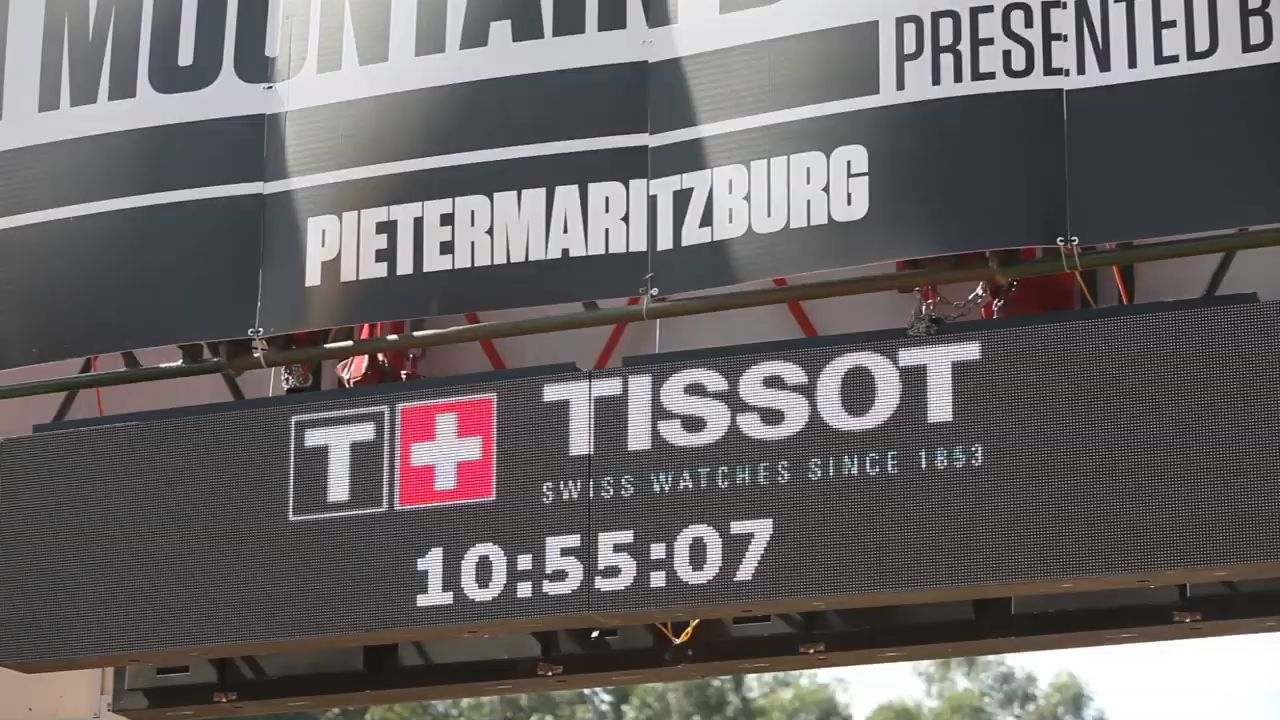 MOUNTAIN
PRESENTED B
PIETERMARITZBURG
T+
TISSOT
SWISS WATCHES SINCE 1853
10:55:07